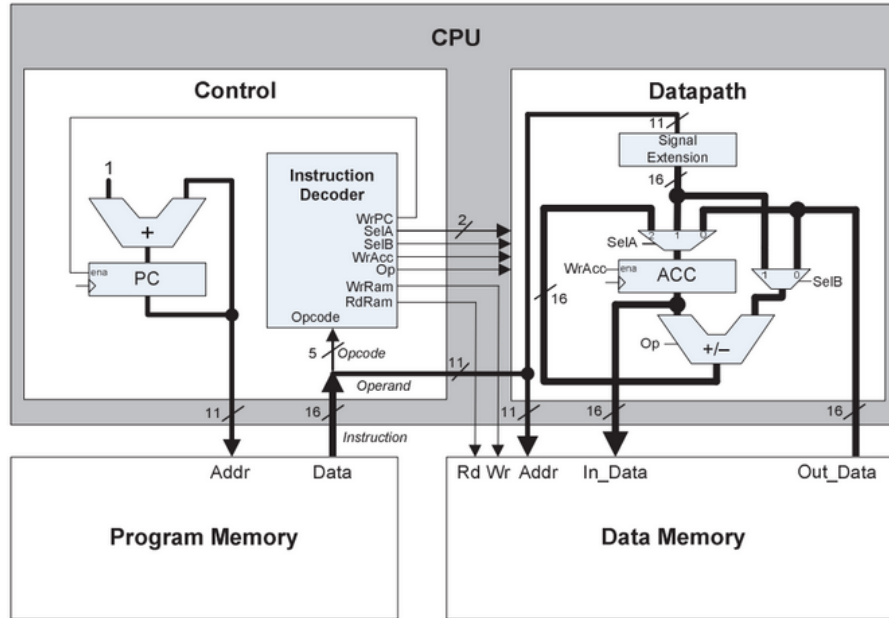 CPU
Control
1
+
ena
PC
Instruction
Decoder
WrPC
SelA
SelB
WrAcc
Op
WrRam
RdRam
Opcode
2
5
Opcode
11
Operand
11
16
Instruction
Datapath
11
Signal
Extension
16
2 1 0
SelA
WrAcc
ena
ACC
1 0
SelB
16
Op
+/–
11
16
16
Addr
Data
Program Memory
Rd Wr Addr
In_Data
Out_Data
Data Memory